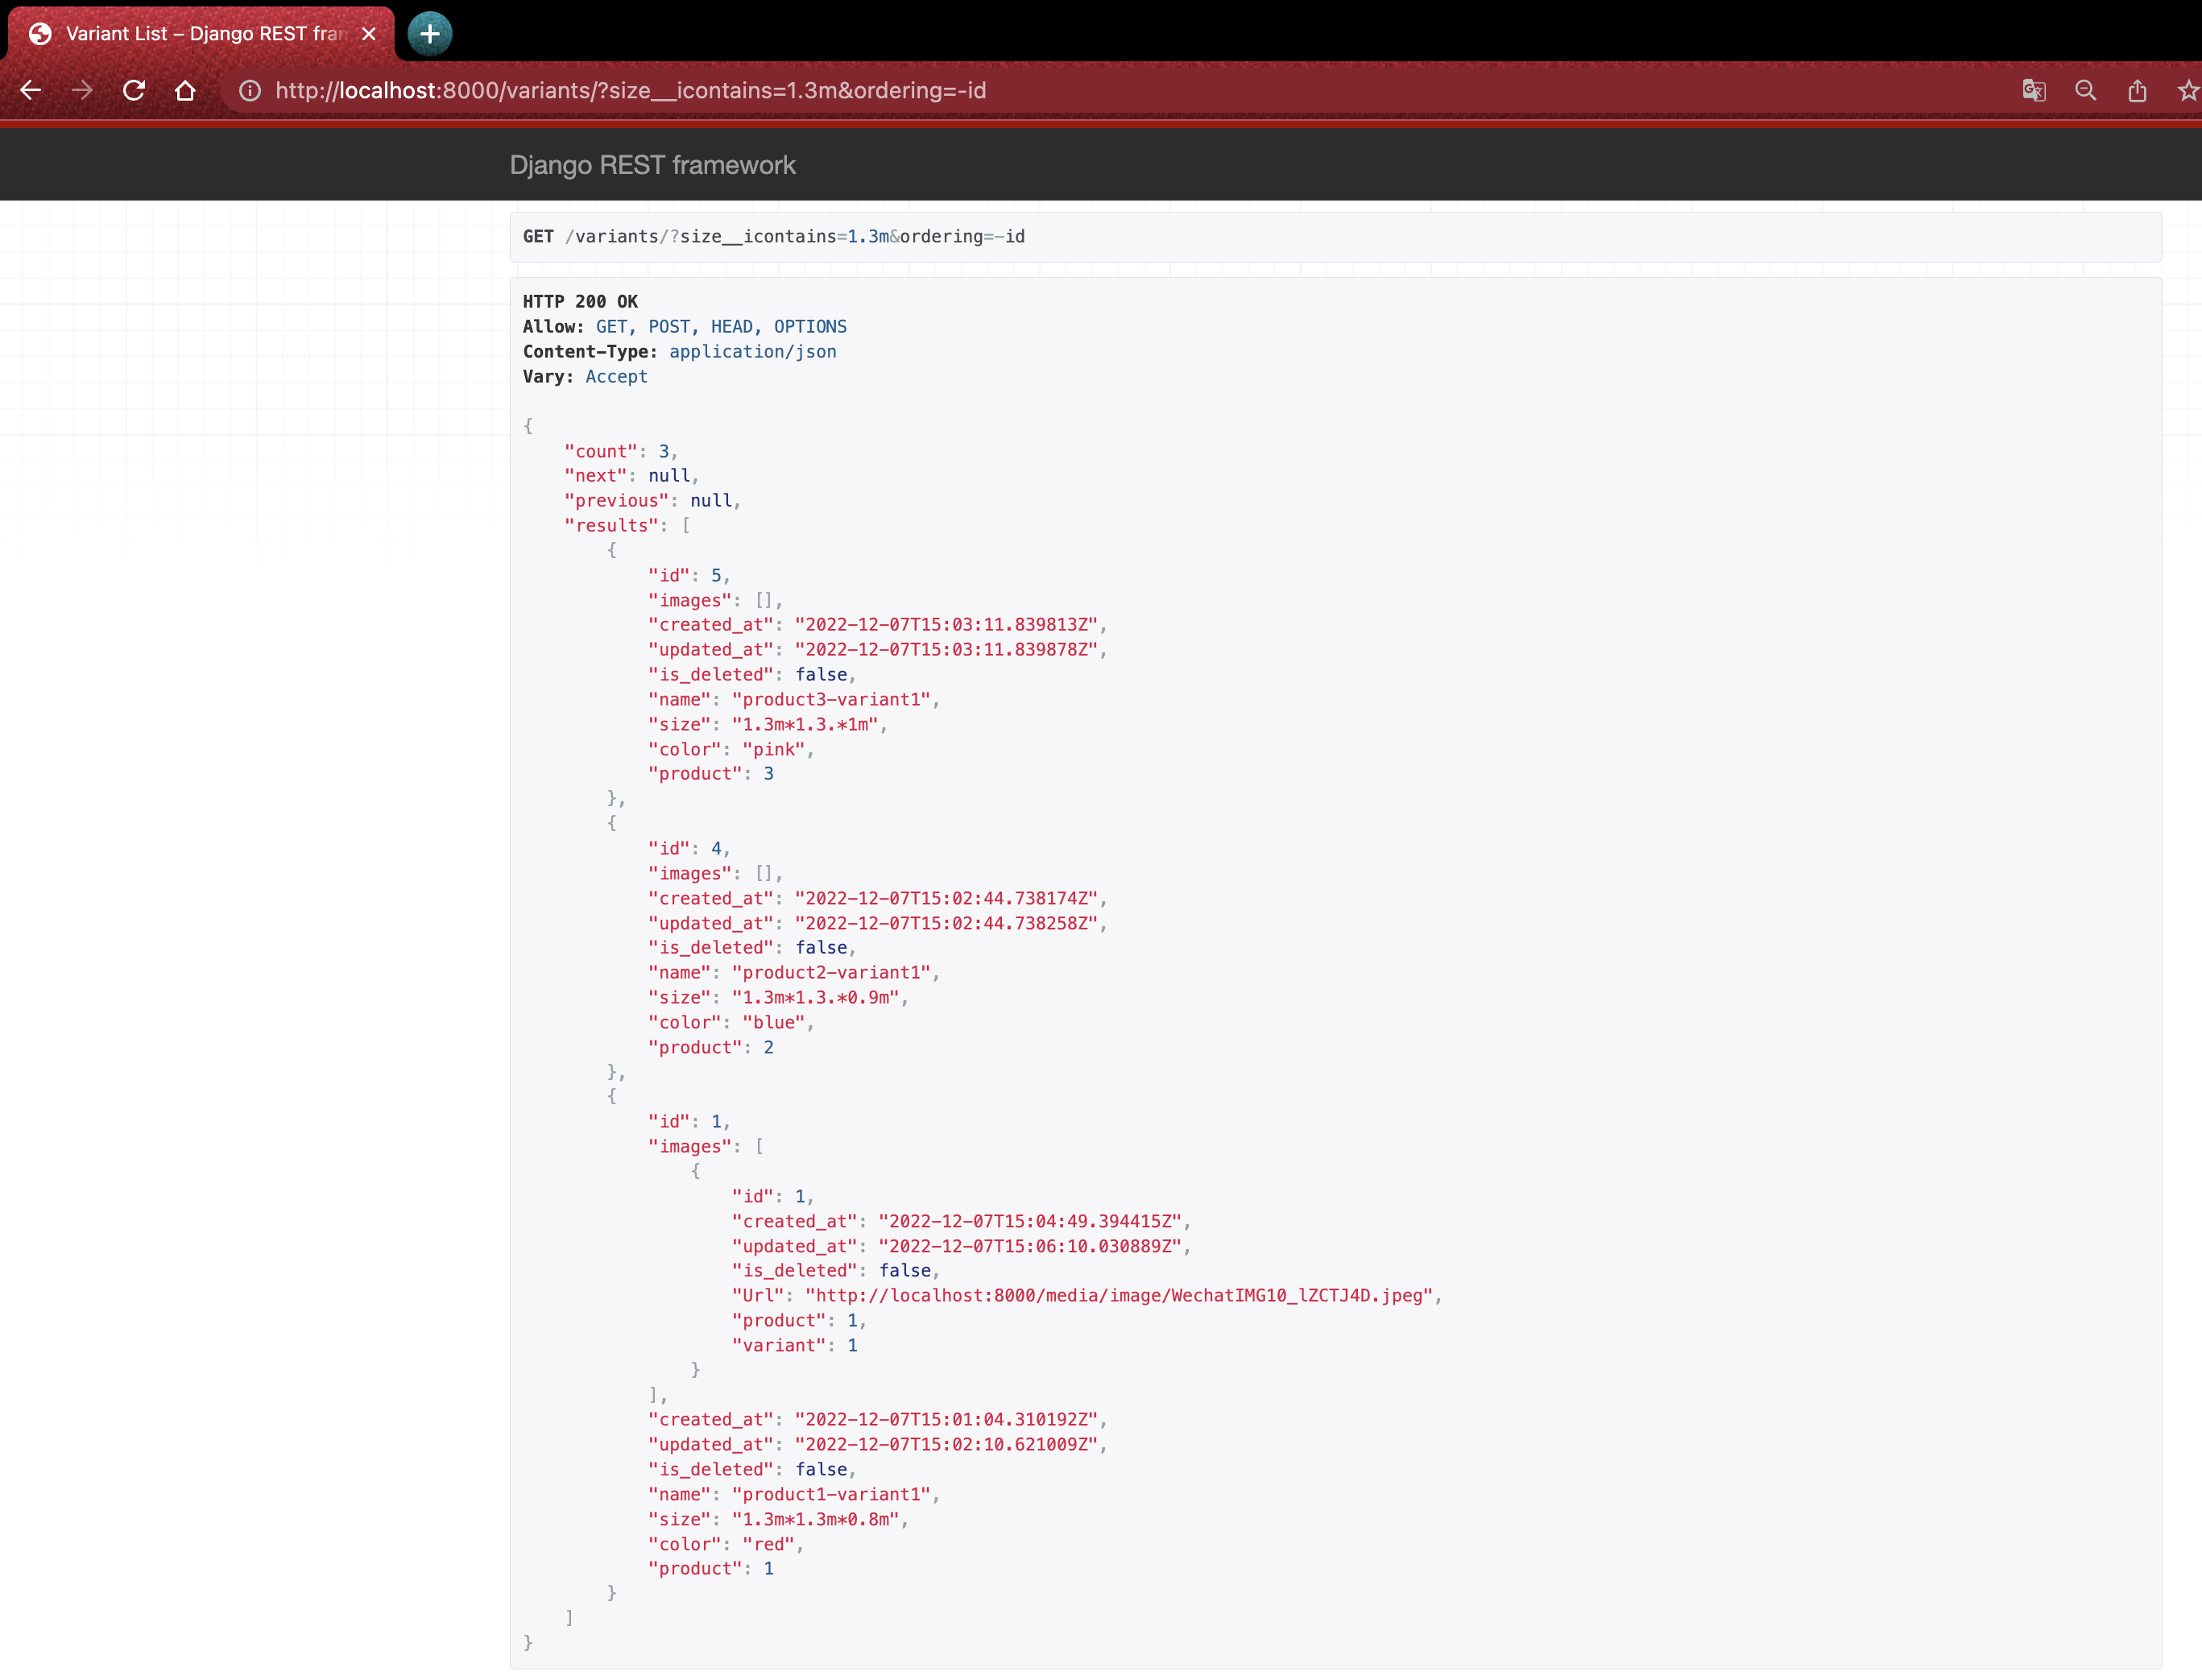 Variant List – Django REST fra
http://localhost:8000/variants/?size__icontains=1.3m&ordering=-id
Django REST framework
GET /variants/?size__icontains=1.3m&ordering=-id
HTTP 200 OK
Allow: GET, POST, HEAD, OPTIONS
Content-Type: application/json
Vary: Accept
{
    "count": 3,
    "next": null,
    "previous": null,
    "results": [
        {
            "id": 5,
            "images": [],
            "created_at": "2022-12-07T15:03:11.839813Z",
            "updated_at": "2022-12-07T15:03:11.839878Z",
            "is_deleted": false,
            "name": "product3-variant1",
            "size": "1.3m*1.3.*1m",
            "color": "pink",
            "product": 3
        },
        {
            "id": 4,
            "images": [],
            "created_at": "2022-12-07T15:02:44.738174Z",
            "updated_at": "2022-12-07T15:02:44.738258Z",
            "is_deleted": false,
            "name": "product2-variant1",
            "size": "1.3m*1.3.*0.9m",
            "color": "blue",
            "product": 2
        },
        {
            "id": 1,
            "images": [
                {
                    "id": 1,
                    "created_at": "2022-12-07T15:04:49.394415Z",
                    "updated_at": "2022-12-07T15:06:10.030889Z",
                    "is_deleted": false,
                    "Url": "http://localhost:8000/media/image/WechatIMG10_lZCTJ4D.jpeg",
                    "product": 1,
                    "variant": 1
                }
            ],
            "created_at": "2022-12-07T15:01:04.310192Z",
            "updated_at": "2022-12-07T15:02:10.621009Z",
            "is_deleted": false,
            "name": "product1-variant1",
            "size": "1.3m*1.3m*0.8m",
            "color": "red",
            "product": 1
        }
    ]
}